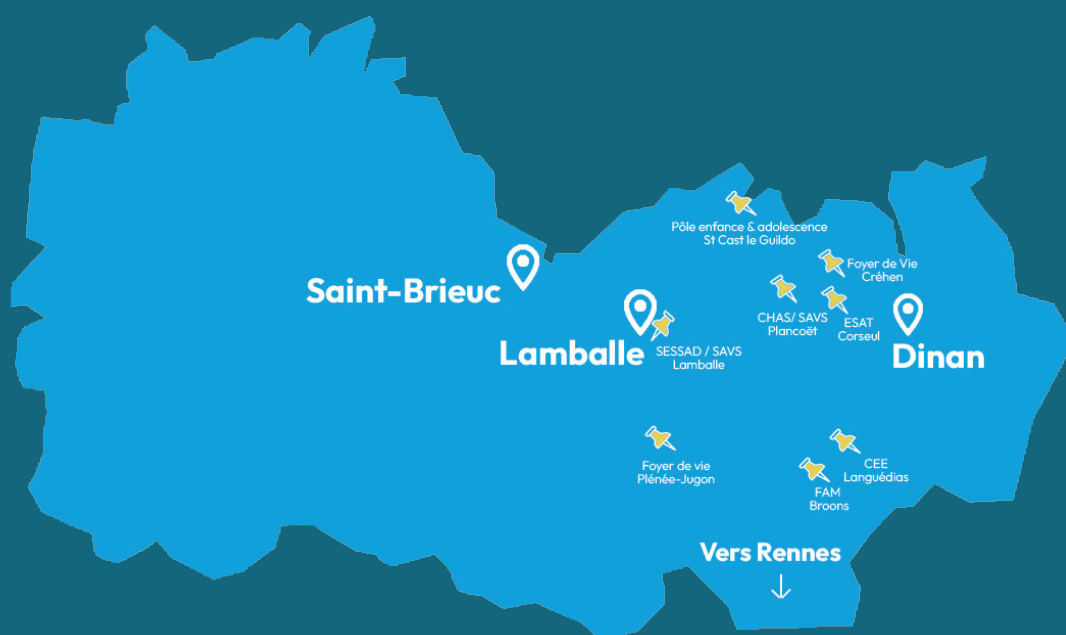 Pôle enfance & adolescence
St Cast le Guildo
Foyer de Vie
Créhen
Saint-Brieuc
CHAS/ SAVS
Plancoët
ESAT
Corseul
Lamballe
SESSAD / SAVS
Lamballe
Dinan
Foyer de vie
Plénée-Jugon
CEE
Languédias
FAM
Broons
Vers Rennes